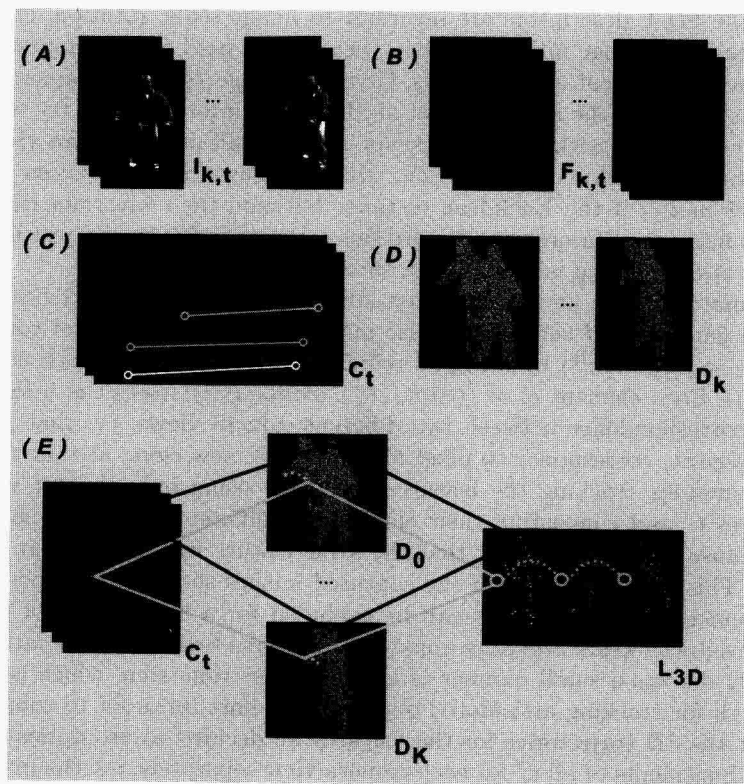 (A)
...
I k,t
(B)
...
F k,t
(C)
C t
(D)
...
D k
(E)
C t
D 0
...
D K
L 3D